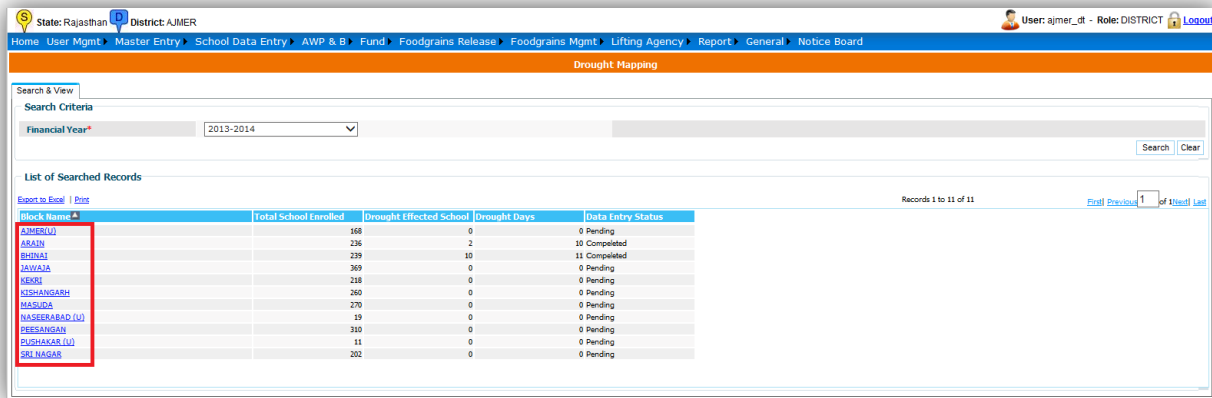 S State: Rajasthan D District: AJMER User: ajmer_dt - Role: DISTRICT Logout
Home User Mgmt Master Entry School Data Entry AWP & B Fund Foodgrains Release Foodgrains Mgmt Lifting Agency Report General Notice Board
Drought Mapping
Search & View
Search Criteria
Financial Year* 2013-2014
Search Clear
List of Searched Records
Export to Excel | Print Records 1 to 11 of 11 First| Previous 1 of 1 Next| Last
Block Name Total School Enrolled Drought Effected School Drought Days Data Entry Status
AJMER(U) 168 0 0 Pending
ARAIN 236 2 10 Compeleted
BHINAI 239 10 11 Compeleted
JAWAJA 369 0 0 Pending
KEKRI 218 0 0 Pending
KISHANGARH 260 0 0 Pending
MASUDA 270 0 0 Pending
NASEERABAD (U) 19 0 0 Pending
PEESANGAN 310 0 0 Pending
PUSHAKAR (U) 11 0 0 Pending
SRI NAGAR 202 0 0 Pending